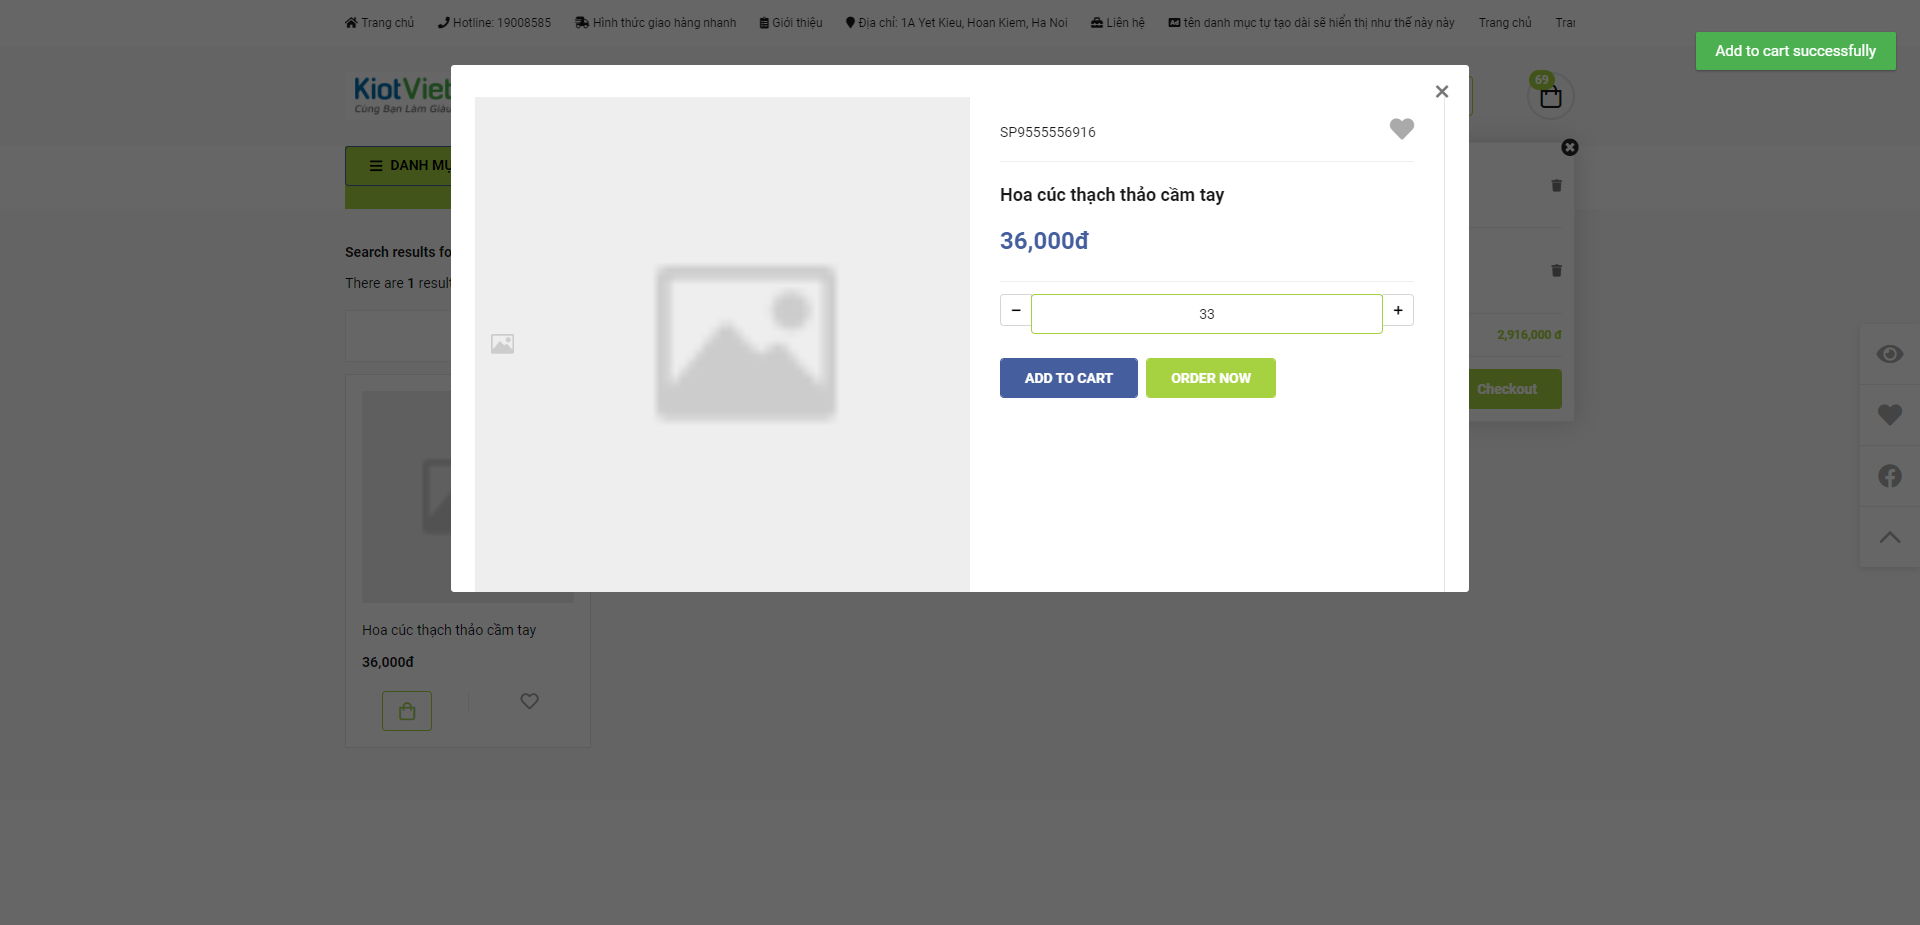 Trang chủ
Hotline: 19008585
Hình thức giao hàng nhanh
Giới thiệu
Địa chỉ: 1A Yet Kieu, Hoan Kiem, Ha Noi
Liên hệ
tên danh mục tự tạo dài sẽ hiển thị như thế này này
Trang chủ
Add to cart successfully
KiotViet
Cùng Bạn Làm Giàu
69
DANH
SP9555556916
Hoa cúc thạch thảo cầm tay
36,000đ
33
ADD TO CART
ORDER NOW
Search results
There are 1
2,916,000 đ
Checkout
Hoa cúc thạch thảo cầm tay
36,000đ